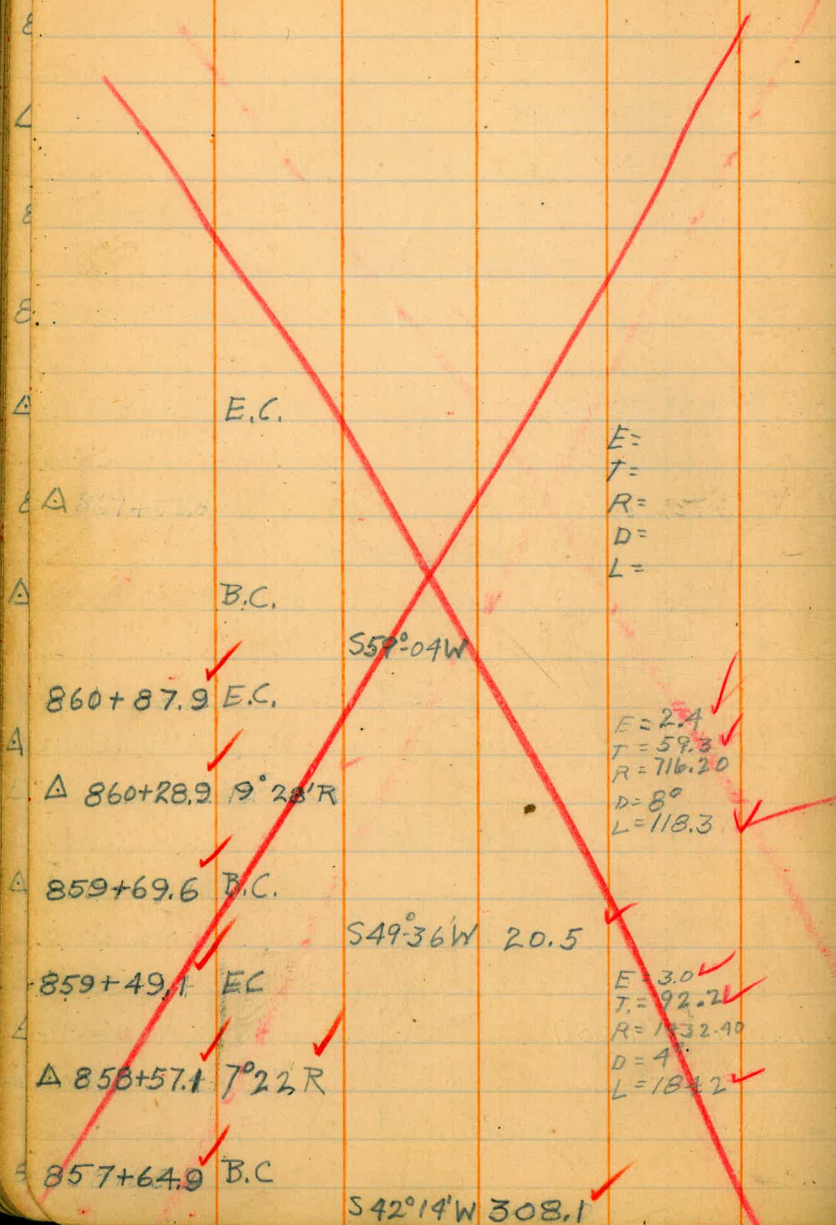 E.C.
E=
T=
R=
D=
L=
B.C.
S59°-04W
860+87.9 E.C.
E=2.4
T=59.3
R=716.20
D=8°
L=118.3
△ 860+28.9 9°28'R
859+69.6 B.C.
S49°-36'W 20.5
859+49.1 EC
E 3.0
T.=92.2
R=1432.40
D=4°
L=184.2
△ 858+57.1 7°22 R
857+64.9 B.C
S42°14'W 308.1